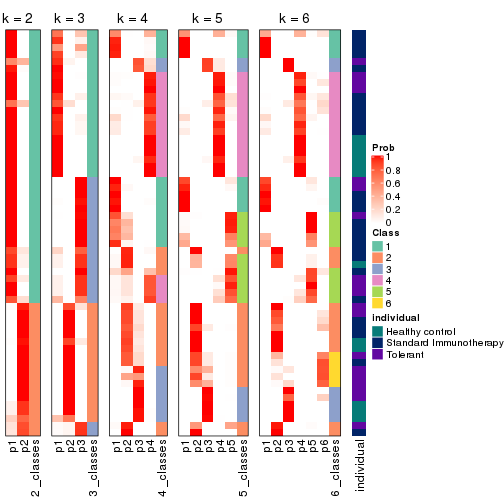 k = 2 k = 3 k = 4 k = 5 k = 6
Prob
1
0.8
0.6
0.4
0.2
0
Class
1
2
3
4
5
6
individual
Healthy control
Standard Immunotherapy
Tolerant
p1 p2 2_classes p1 p2 p3 3_classes p1 p2 p3 p4 4_classes p1 p2 p3 p4 p5 5_classes p1 p2 p3 p4 p5 p6 6_classes individual